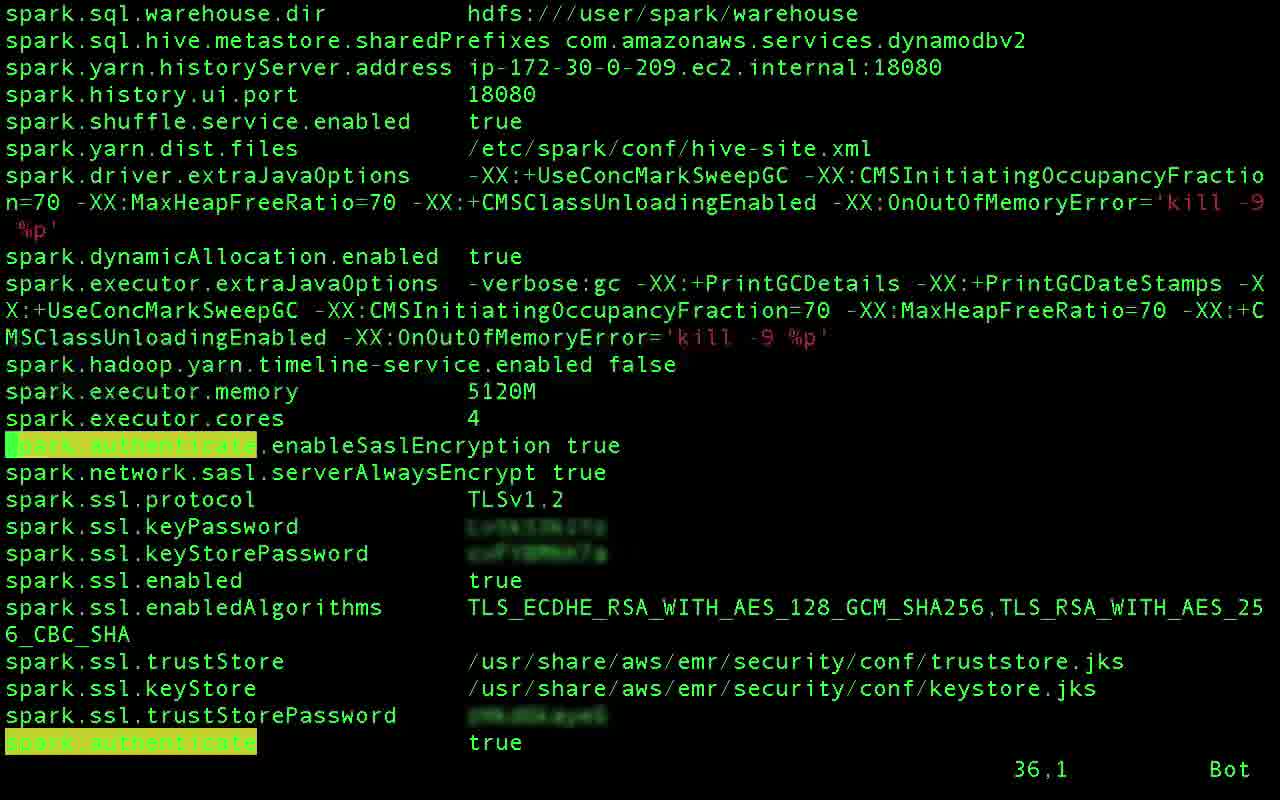 spark.sql.warehouse.dir hdfs:///user/spark/warehouse
spark.sql.hive.metastore.sharedPrefixes com.amazonaws.services.dynamodbv2
spark.yarn.historyServer.address ip-172-30-0-209.ec2.internal:18080
spark.history.ui.port 18080
spark.shuffle.service.enabled true
spark.yarn.dist.files /etc/spark/conf/hive-site.xml
spark.driver.extraJavaOptions -XX:+UseConcMarkSweepGC -XX:CMSInitiatingOccupancyFractio
n=70 -XX:MaxHeapFreeRatio=70 -XX:+CMSClassUnloadingEnabled -XX:OnOutOfMemoryError='kill -9
%p'
spark.dynamicAllocation.enabled true
spark.executor.extraJavaOptions -verbose:gc -XX:+PrintGCDetails -XX:+PrintGCDateStamps -X
X:+UseConcMarkSweepGC -XX:CMSInitiatingOccupancyFraction=70 -XX:MaxHeapFreeRatio=70 -XX:+C
MSClassUnloadingEnabled -XX:OnOutOfMemoryError='kill -9 %p'
spark.hadoop.yarn.timeline-service.enabled false
spark.executor.memory 5120M
spark.executor.cores 4
spark.authenticate.enableSaslEncryption true
spark.network.sasl.serverAlwaysEncrypt true
spark.ssl.protocol TLSv1.2
spark.ssl.keyPassword
spark.ssl.keyStorePassword
spark.ssl.enabled true
spark.ssl.enabledAlgorithms TLS_ECDHE_RSA_WITH_AES_128_GCM_SHA256,TLS_RSA_WITH_AES_25
6_CBC_SHA
spark.ssl.trustStore /usr/share/aws/emr/security/conf/truststore.jks
spark.ssl.keyStore /usr/share/aws/emr/security/conf/keystore.jks
spark.ssl.trustStorePassword
spark.authenticate true
36,1 Bot